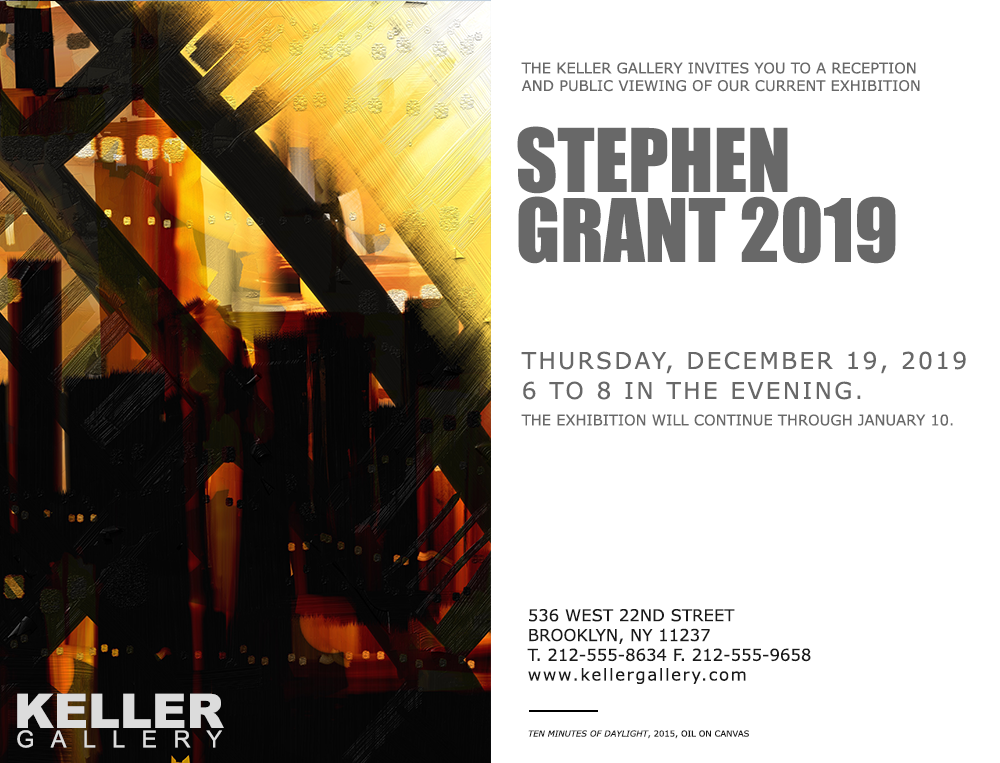 THE KELLER GALLERY INVITES YOU TO A RECEPTION
AND PUBLIC VIEWING OF OUR CURRENT EXHIBITION
STEPHEN
GRANT 2019
THURSDAY, DECEMBER 19, 2019
6 TO 8 IN THE EVENING.
THE EXHIBITION WILL CONTINUE THROUGH JANUARY 10.
536 WEST 22ND STREET
BROOKLYN, NY 11237
T. 212-555-8634 F. 212-555-9658
www.kellergallery.com
TEN MINUTES OF DAYLIGHT, 2015, OIL ON CANVAS
KELLER
GALLERY